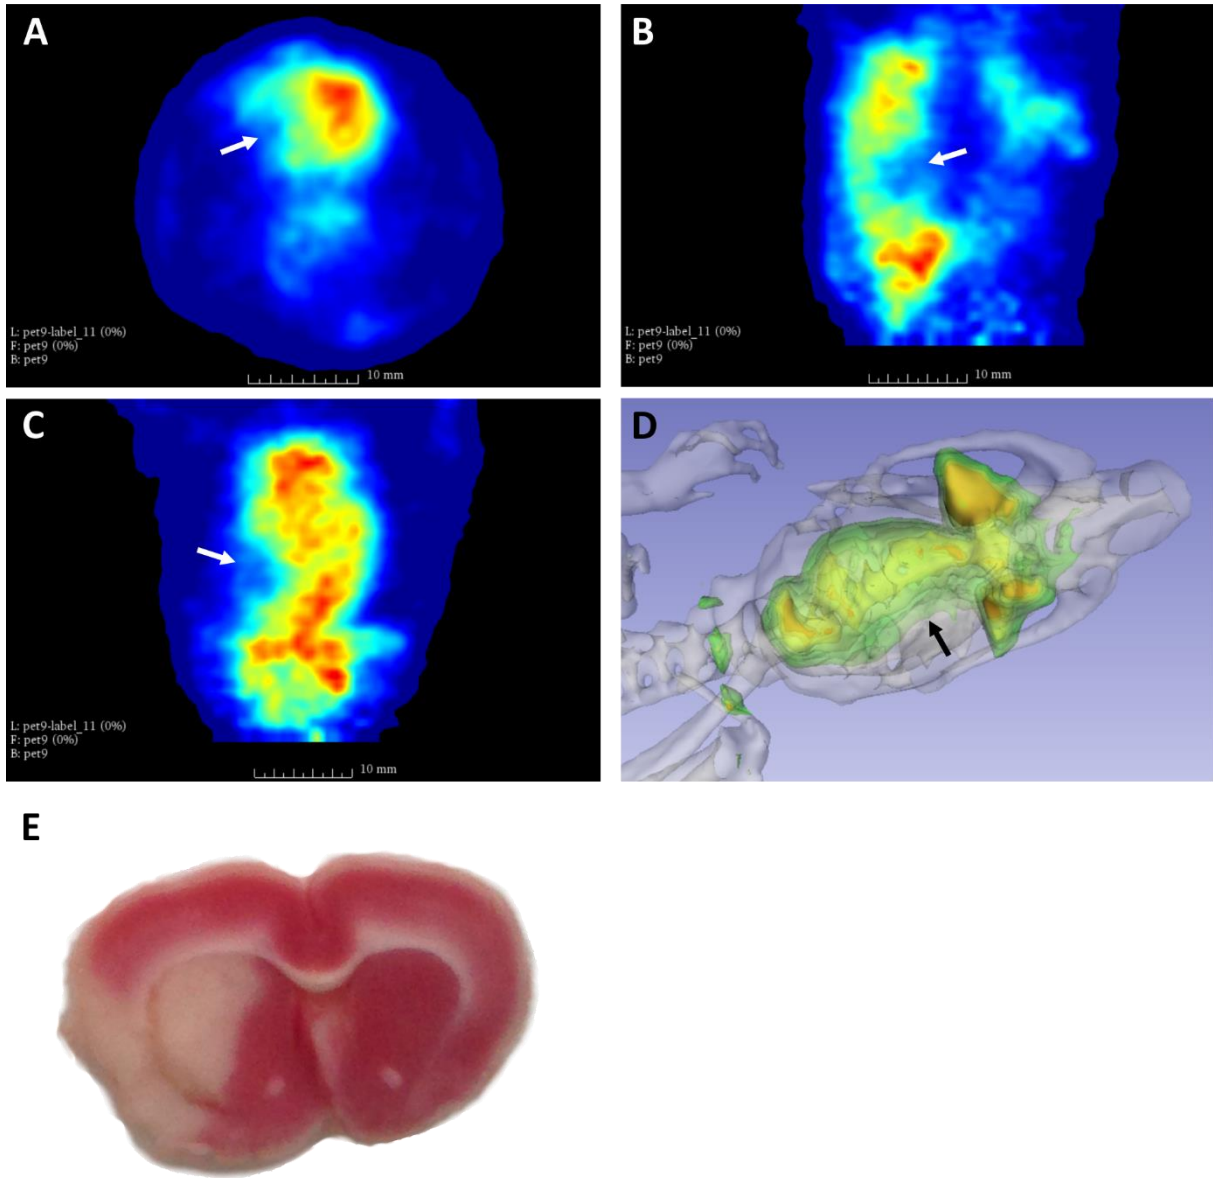 A
L: pet9-label_11 (0%)
F: pet9 (0%)
B: pet9
10 mm
B
L: pet9-label_11 (0%)
F: pet9 (0%)
B: pet9
10 mm
C
L: pet9-label_11 (0%)
F: pet9 (0%)
B: pet9
10 mm
D
E